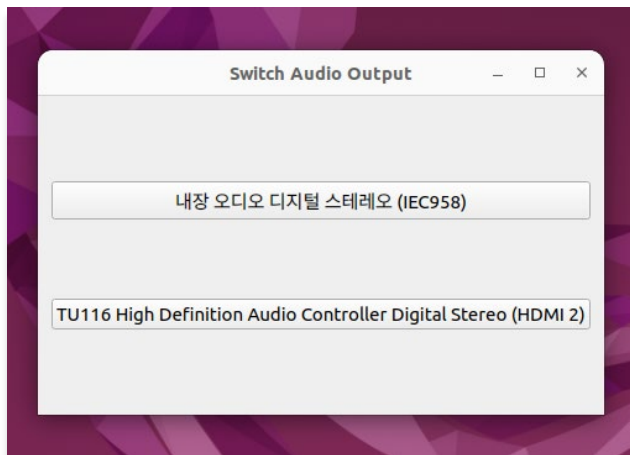 Switch Audio Output
내장 오디오 디지털 스테레오 (IEC958)
TU116 High Definition Audio Controller Digital Stereo (HDMI 2)